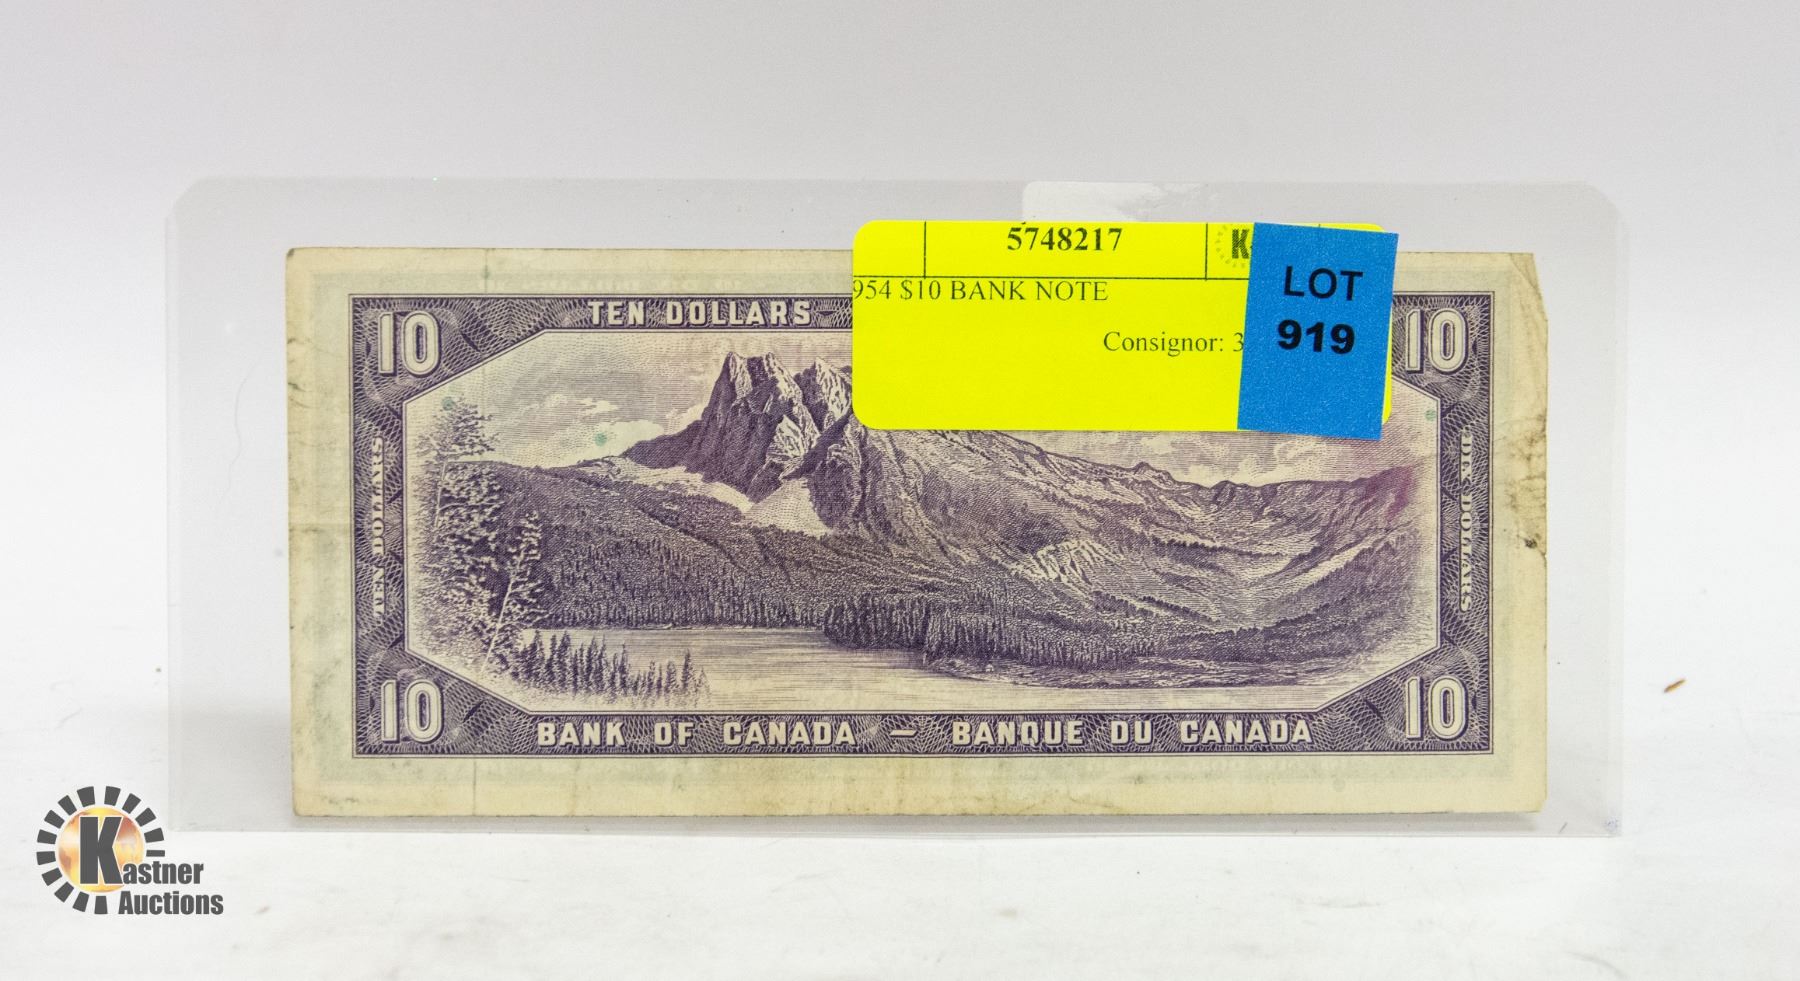 5748217
K
954 $10 BANK NOTE
Consignor: 3
LOT
919
TEN DOLLARS
10
10
TEN DOLLARS
DIX DOLLARS
10
10
BANK OF CANADA — BANQUE DU CANADA
Kastner
Auctions